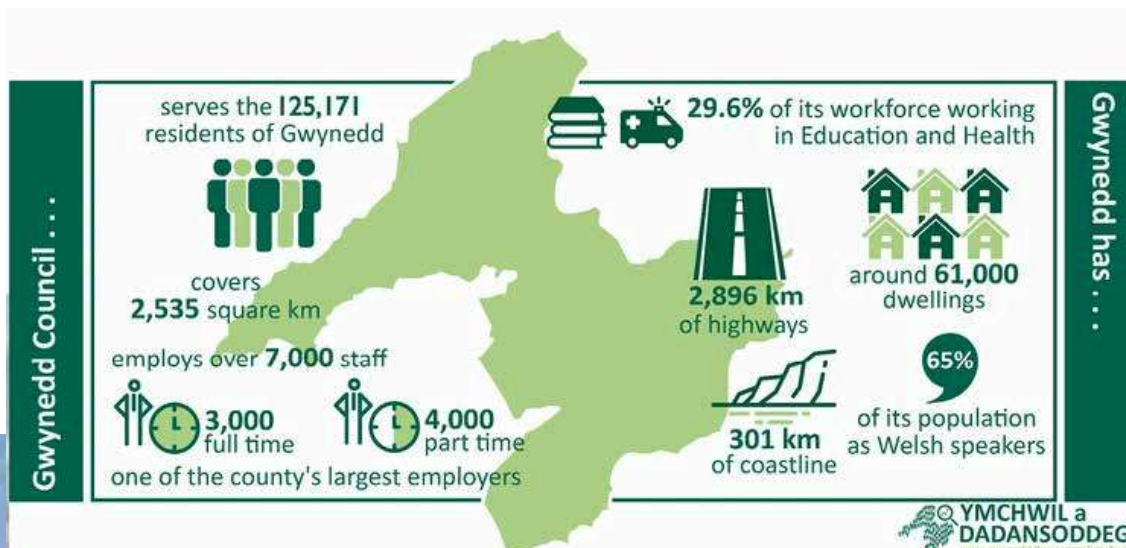 Gwynedd Council . . .
serves the 125,171
residents of Gwynedd
covers
2,535 square km
employs over 7,000 staff
3,000
full time
4,000
part time
one of the county's largest employers
29.6% of its workforce working
in Education and Health
2,896 km
of highways
around 61,000
dwellings
301 km
of coastline
65%
of its population
as Welsh speakers
Gwynedd has . . .
YMCHWIL a
DADANSODDEG